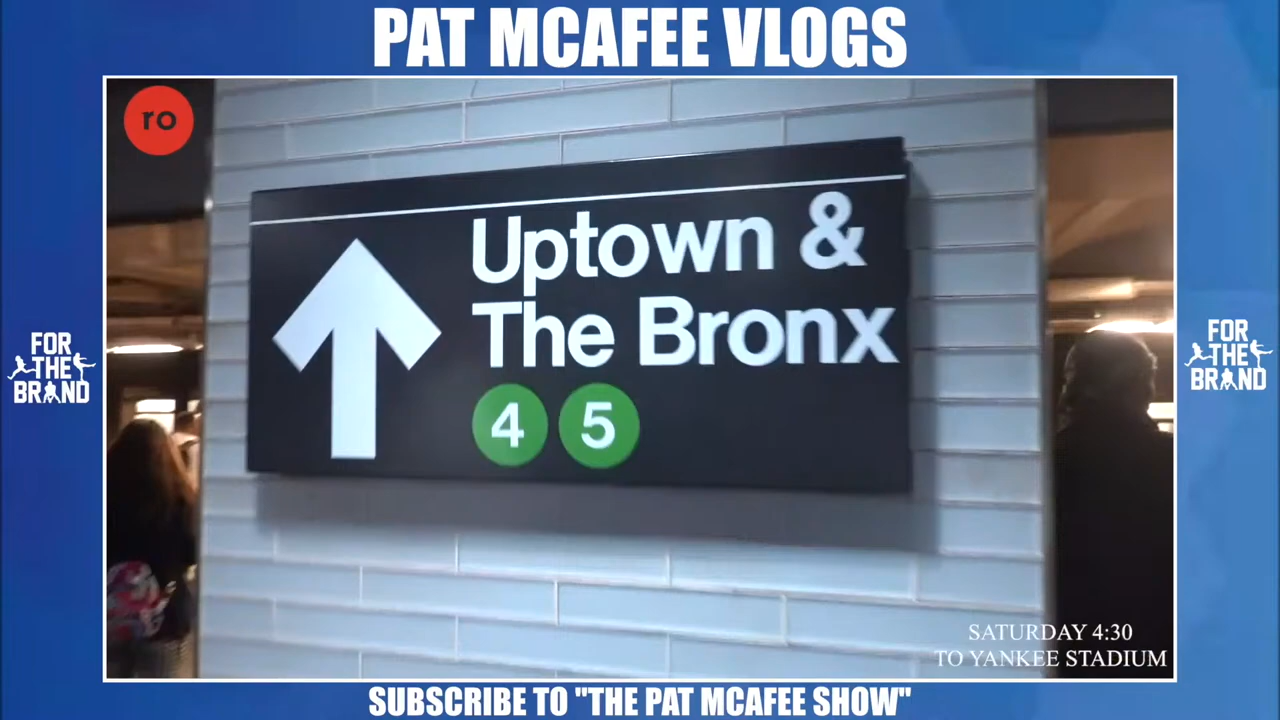 PAT MCAFEE VLOGS
ro
Uptown &
The Bronx
4 5
FOR
THE
BRAND
FOR
THE
BRAND
SATURDAY 4:30
TO YANKEE STADIUM
SUBSCRIBE TO "THE PAT MCAFEE SHOW"